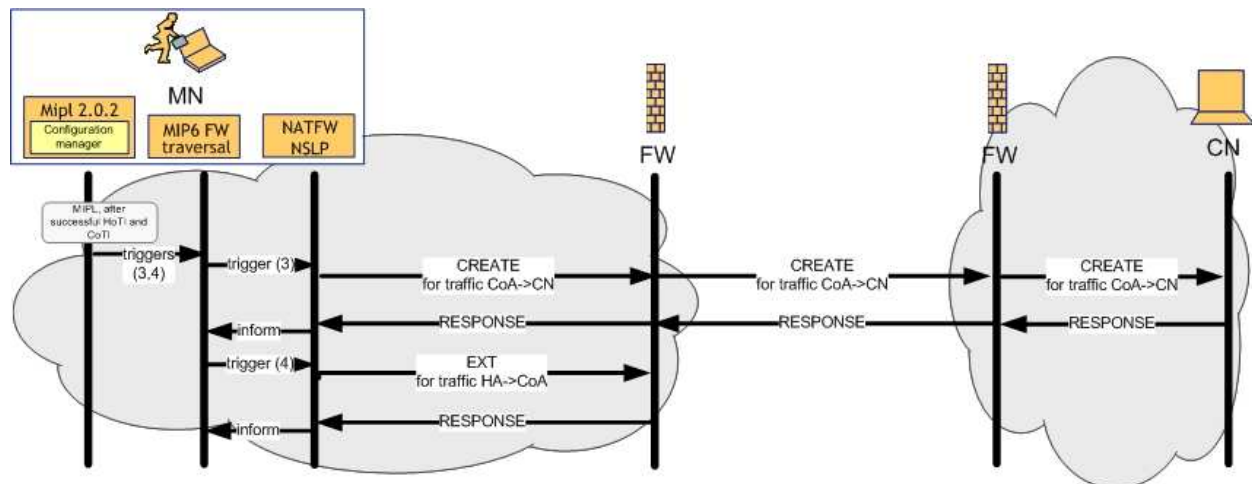 MN
Mipl 2.0.2
Configuration
manager
MIP6 FW
traversal
NATFW
NSLP
FW
FW
CN
MIPL, after
successful HoTI and
CoTI
triggers
(3,4)
trigger (3)
CREATE
for traffic CoA->CN
CREATE
for traffic CoA->CN
CREATE
for traffic CoA->CN
RESPONSE
RESPONSE
RESPONSE
inform
trigger (4)
EXT
for traffic HA->CoA
RESPONSE
inform